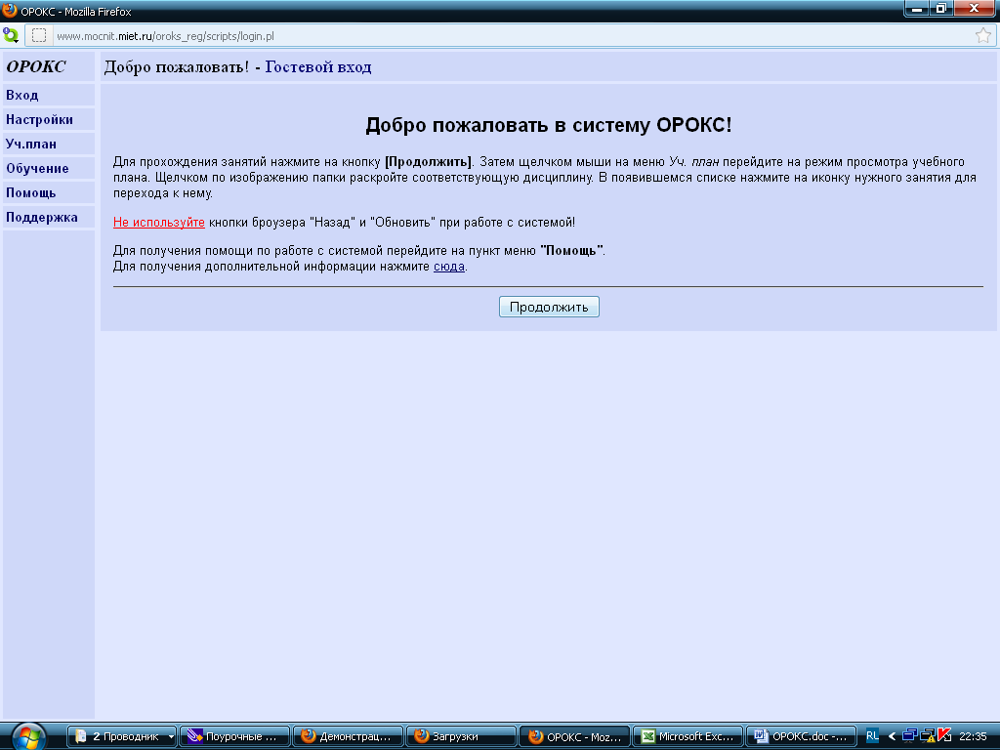 ОРОКС - Mozilla Firefox
www.mocnit.miet.ru/oroks_reg/scripts/login.pl
ОРОКС
Добро пожаловать! - Гостевой вход
Вход
Настройки
Уч.план
Обучение
Помощь
Поддержка
Добро пожаловать в систему ОРОКС!
Для прохождения занятий нажмите на кнопку [Продолжить]. Затем щелчком мыши на меню Уч. план перейдите на режим просмотра учебного
плана. Щелчком по изображению папки раскройте соответствующую дисциплину. В появившемся списке нажмите на иконку нужного занятия для
перехода к нему.
Не используйте кнопки броузера "Назад" и "Обновить" при работе с системой!
Для получения помощи по работе с системой перейдите на пункт меню "Помощь".
Для получения дополнительной информации нажмите сюда.
Продолжить
2 Проводник
Поурочные ...
Демонстрац...
Загрузки
ОРОКС - Moz...
Microsoft Exc...
ОРОКС.doc -...
RL
22:35